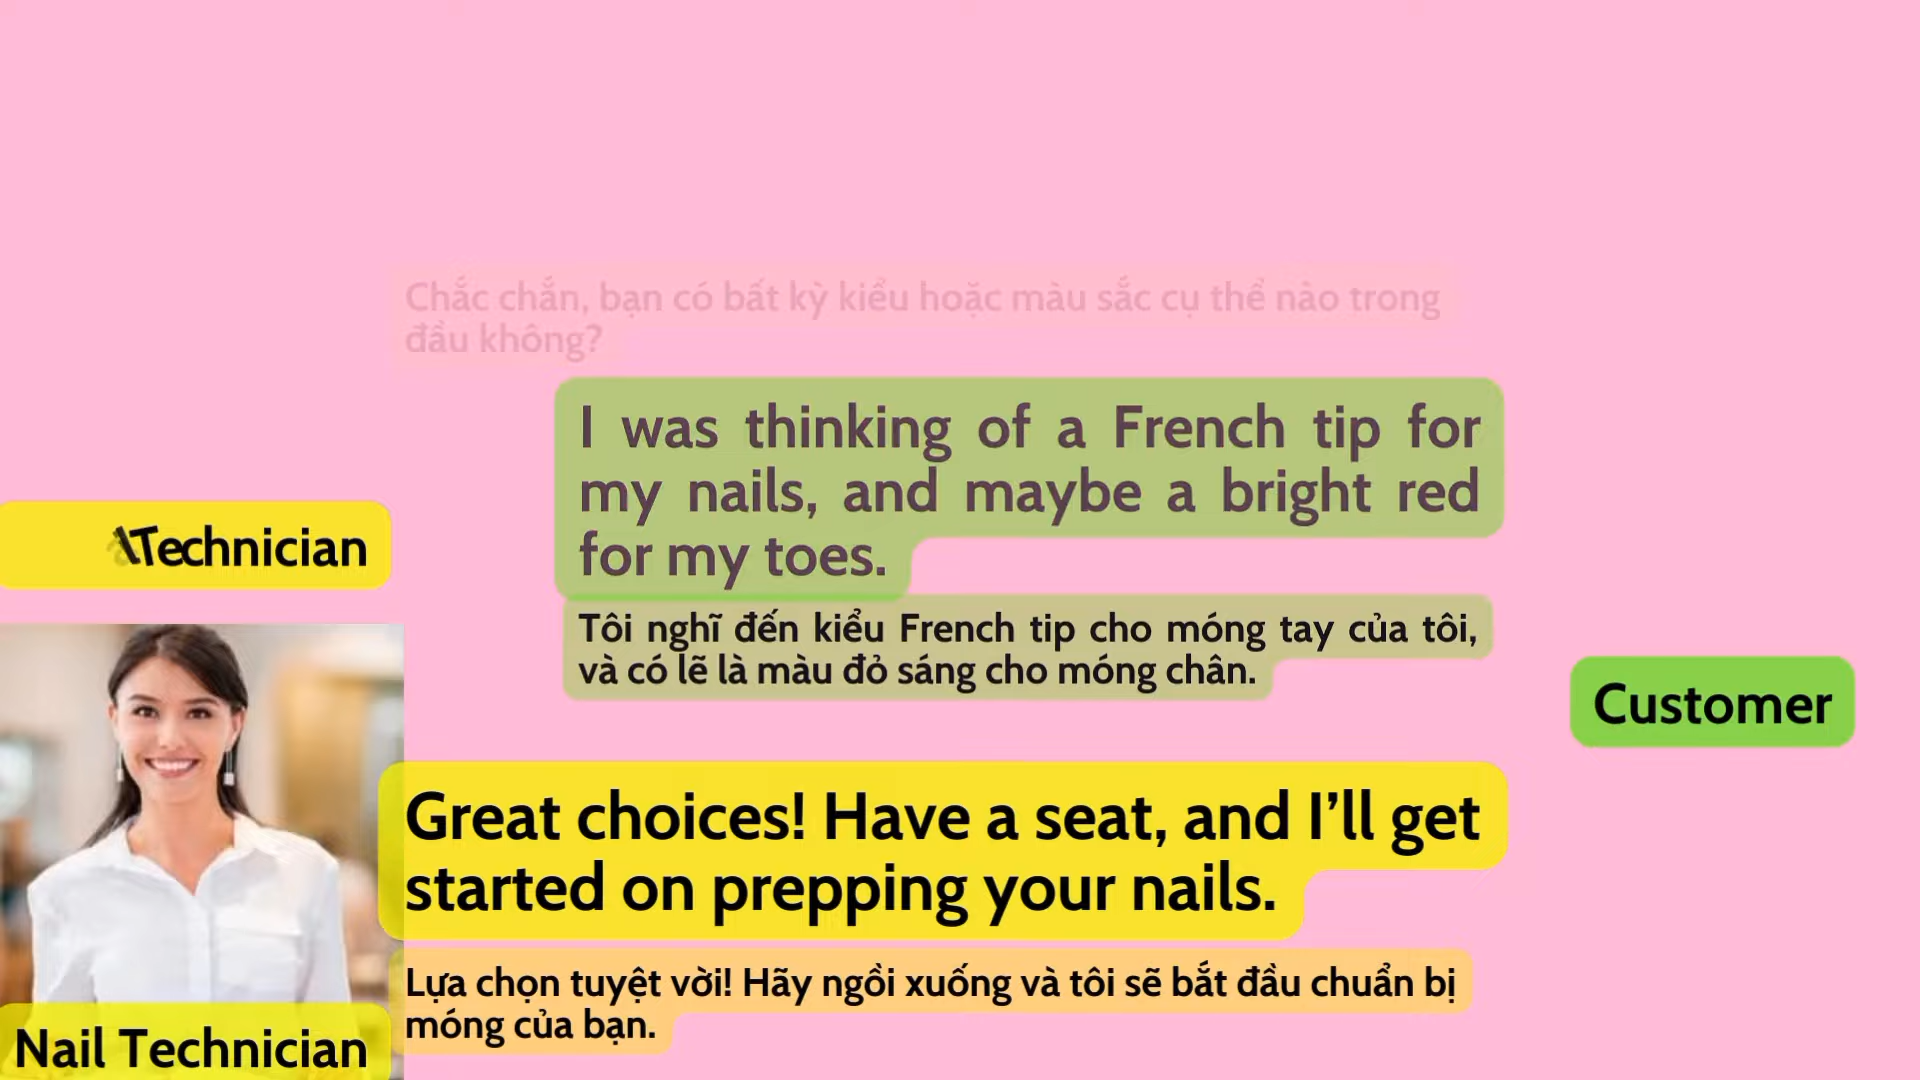 Chắc chắn, bạn có bất kỳ kiểu hoặc màu sắc cụ thể nào trong
đầu không?
I was thinking of a French tip for
my nails, and maybe a bright red
for my toes.
Technician
Tôi nghĩ đến kiểu French tip cho móng tay của tôi,
và có lẽ là màu đỏ sáng cho móng chân.
Customer
Great choices! Have a seat, and I’ll get
started on prepping your nails.
Lựa chọn tuyệt vời! Hãy ngồi xuống và tôi sẽ bắt đầu chuẩn bị
móng của bạn.
Nail Technician